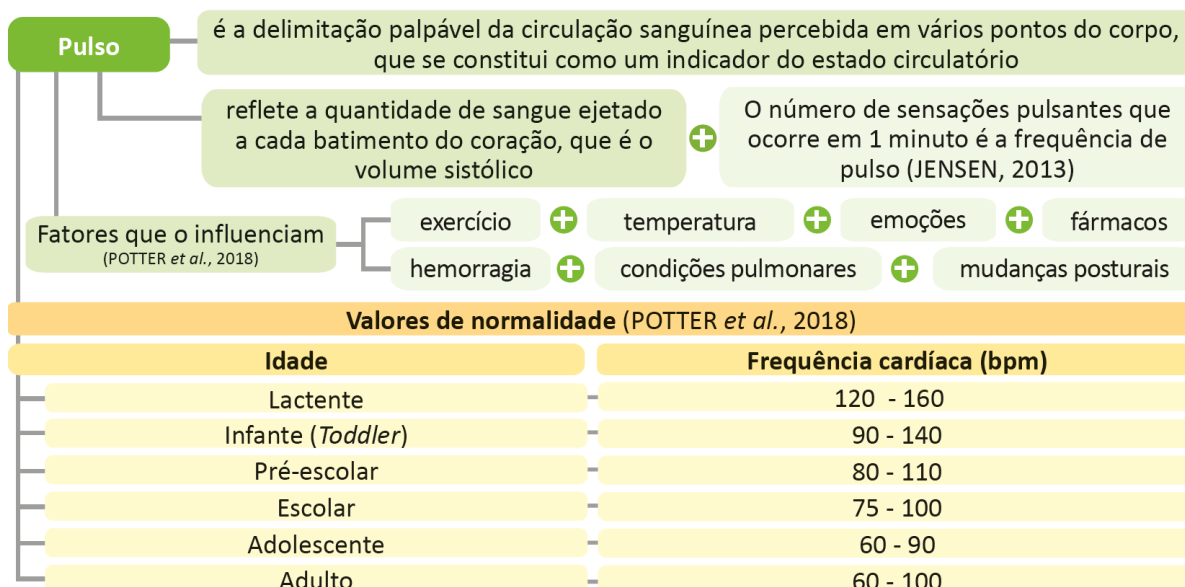 Pulso
é a delimitação palpável da circulação sanguínea percebida em vários pontos do corpo,
que se constitui como um indicador do estado circulatório
reflete a quantidade de sangue ejetado
a cada batimento do coração, que é o
volume sistólico
O número de sensações pulsantes que
ocorre em 1 minuto é a frequência de
pulso (JENSEN, 2013)
Fatores que o influenciam
(POTTER et al., 2018)
exercício + temperatura + emoções + fármacos
hemorragia + condições pulmonares + mudanças posturais
Valores de normalidade (POTTER et al., 2018)
Idade Frequência cardíaca (bpm)
Lactente 120 - 160
Infante (Toddler) 90 - 140
Pré-escolar 80 - 110
Escolar 75 - 100
Adolescente 60 - 90
Adulto 60 - 100